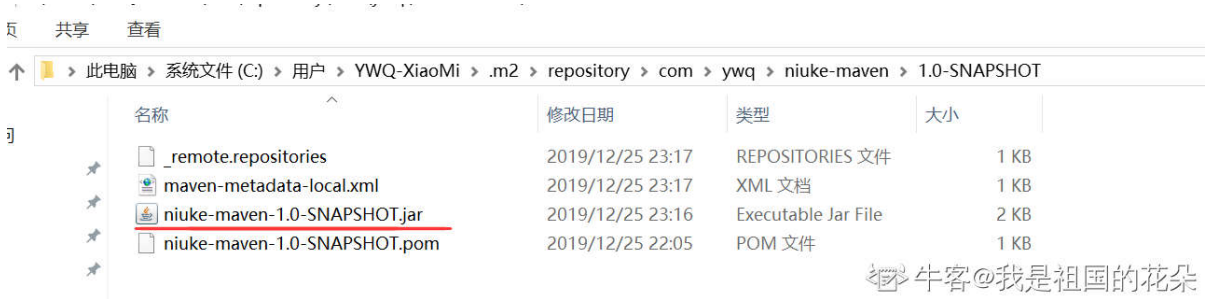 共享 查看
此电脑 > 系统文件 (C:) > 用户 > YWQ-XiaoMi > .m2 > repository > com > ywq > niuke-maven > 1.0-SNAPSHOT
名称 修改日期 类型 大小
_remote.repositories 2019/12/25 23:17 REPOSITORIES 文件 1 KB
maven-metadata-local.xml 2019/12/25 23:17 XML 文档 1 KB
niuke-maven-1.0-SNAPSHOT.jar 2019/12/25 23:16 Executable Jar File 2 KB
niuke-maven-1.0-SNAPSHOT.pom 2019/12/25 22:05 POM 文件 1 KB
牛客@我是祖国的花朵